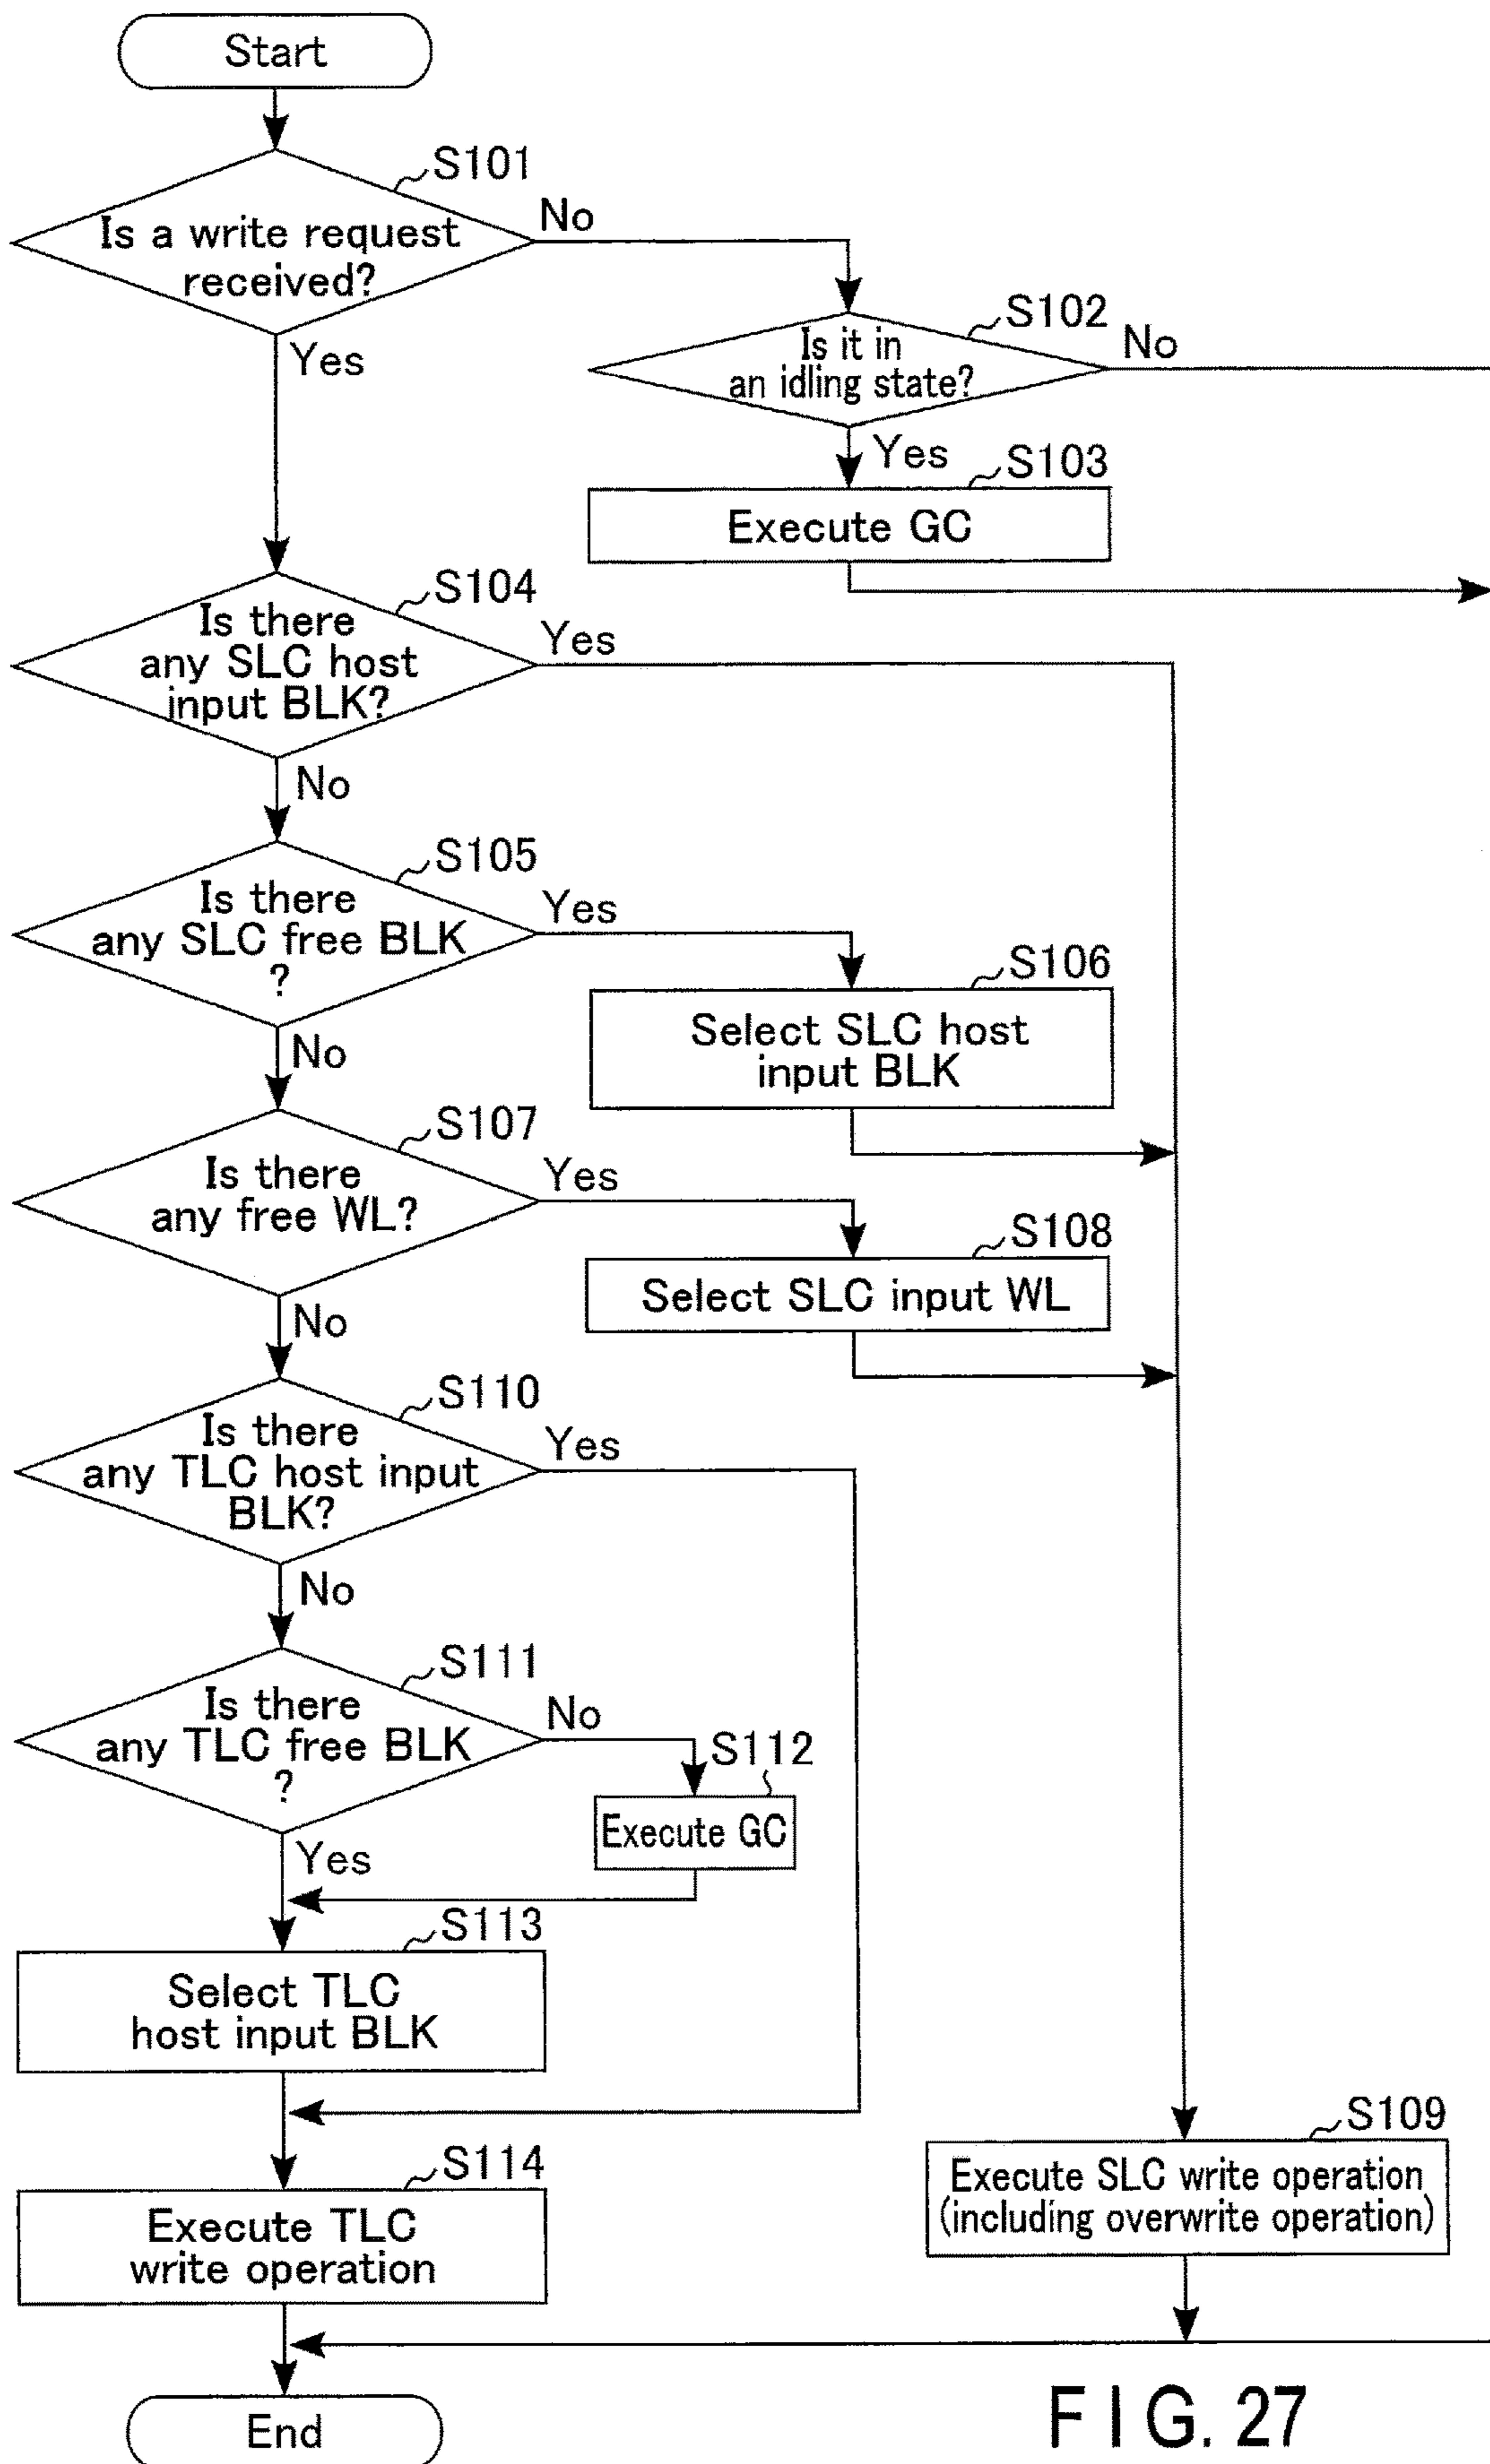 Start
S101
Is a write request
received?
No
Yes
S102
Is it in
an idling state?
No
Yes
S103
Execute GC
S104
Is there
any SLC host
input BLK?
Yes
No
S105
Is there
any SLC free BLK
?
Yes
No
S106
Select SLC host
input BLK
S107
Is there
any free WL?
Yes
No
S108
Select SLC input WL
S110
Is there
any TLC host input
BLK?
Yes
No
S111
Is there
any TLC free BLK
?
No
Yes
S112
Execute GC
S113
Select TLC
host input BLK
S109
Execute SLC write operation
(including overwrite operation)
S114
Execute TLC
write operation
End
FIG. 27